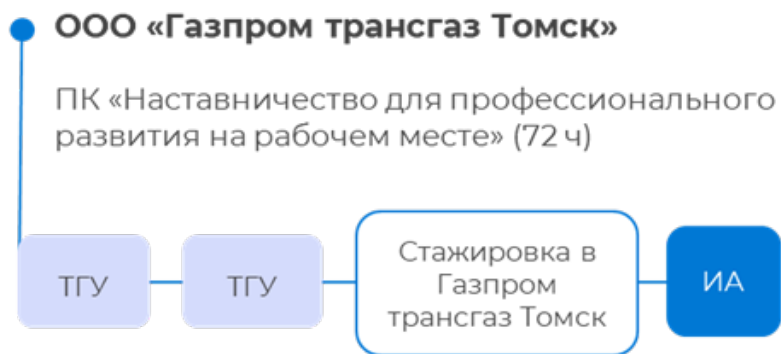 ООО «Газпром трансгаз Томск»
ПК «Наставничество для профессионального
развития на рабочем месте» (72 ч)
ТГУ
ТГУ
Стажировка в
Газпром
трансгаз Томск
ИА